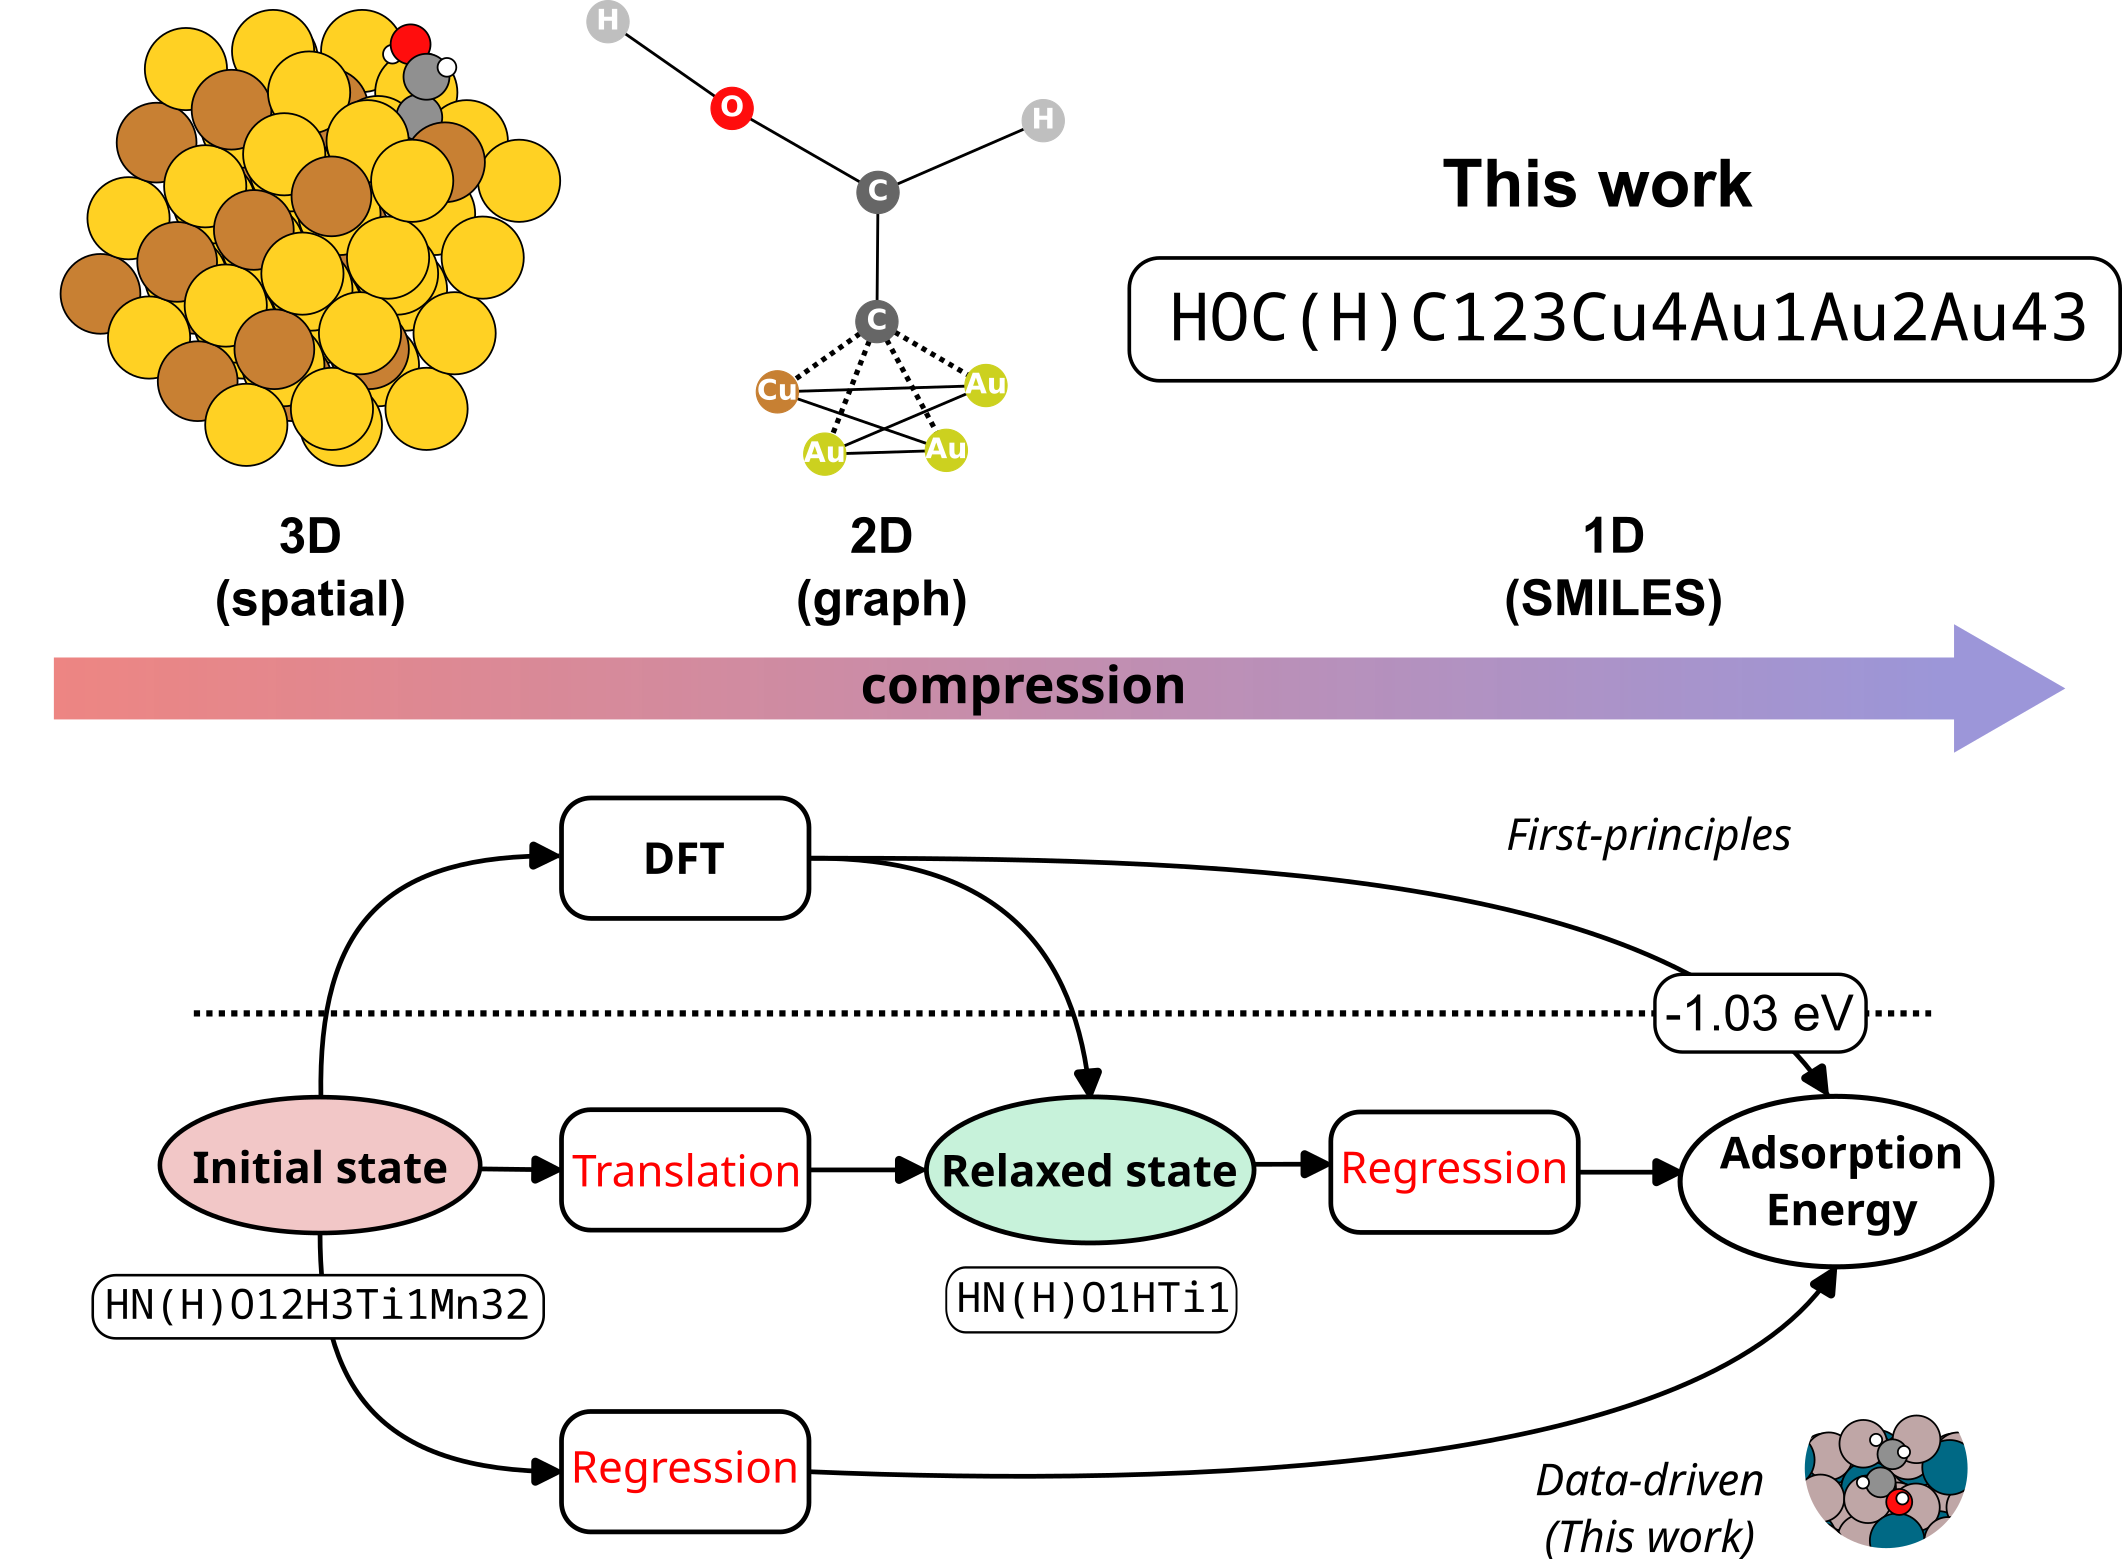 H
O
H
C
C
Cu
Au
Au
Au
This work
HOC(H)C123Cu4Au1Au2Au43
3D
(spatial)
2D
(graph)
1D
(SMILES)
compression
DFT
First-principles
-1.03 eV
Initial state
Translation
Relaxed state
Regression
Adsorption
Energy
HN(H)O12H3Ti1Mn32
HN(H)O1HTi1
Regression
Data-driven
(This work)